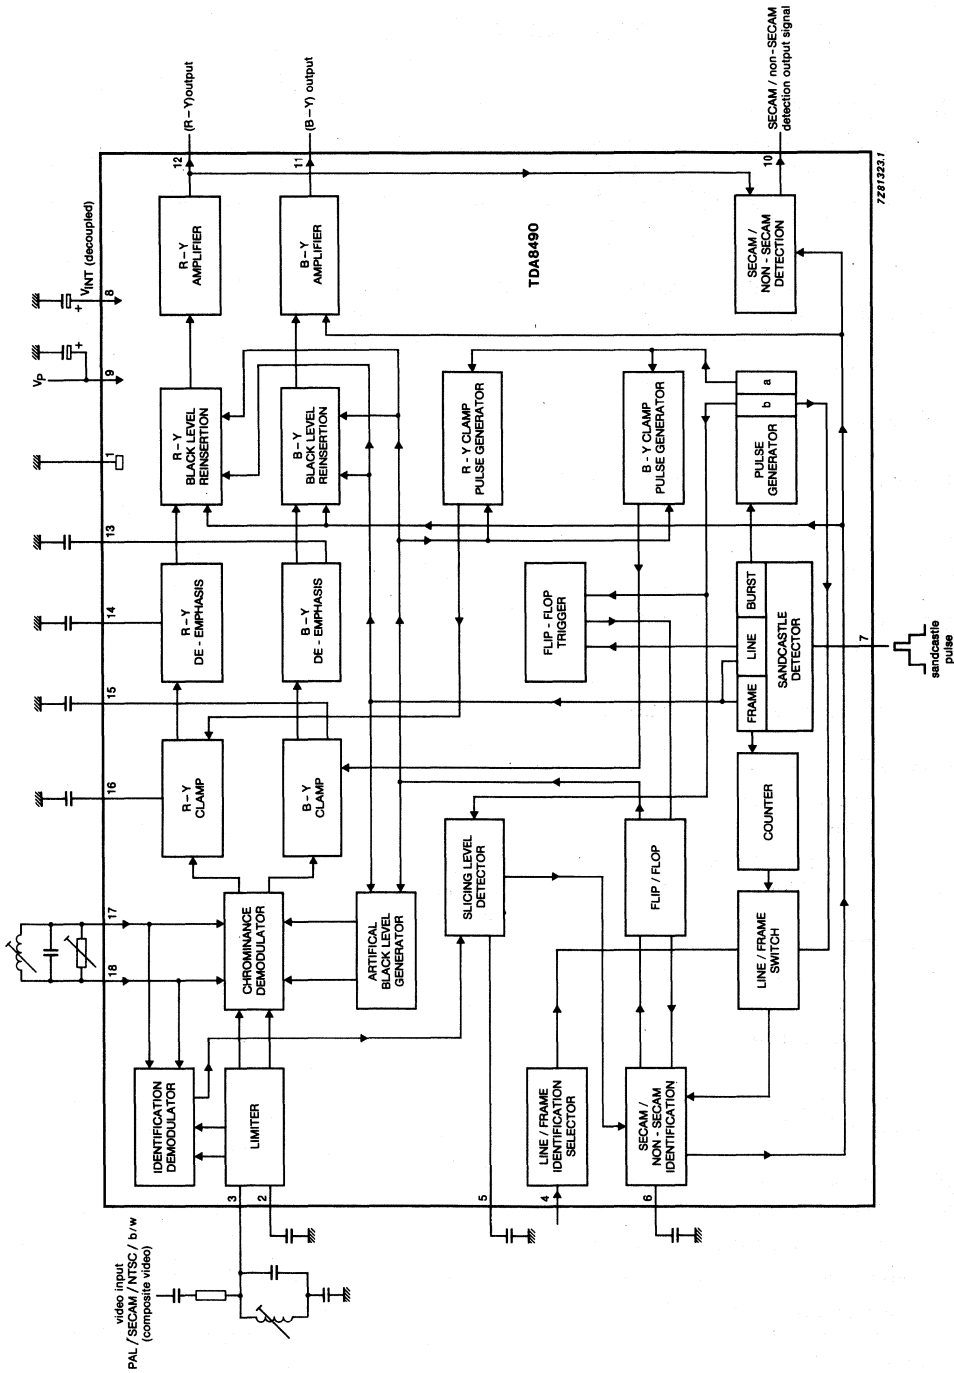 video input
PAL / SECAM / NTSC / b/w
(composite video)
18
17
16
15
14
13
1
VP
9
+
VINT (decoupled)
8
+
3
2
5
4
6
IDENTIFICATION
DEMODULATOR
LIMITER
CHROMINANCE
DEMODULATOR
ARTIFICAL
BLACK LEVEL
GENERATOR
R – Y
CLAMP
B – Y
CLAMP
R – Y
DE - EMPHASIS
B – Y
DE - EMPHASIS
R – Y
BLACK LEVEL
REINSERTION
B – Y
BLACK LEVEL
REINSERTION
R – Y
AMPLIFIER
B – Y
AMPLIFIER
12
(R – Y)output
11
(B – Y) output
SLICING LEVEL
DETECTOR
R - Y CLAMP
PULSE GENERATOR
TDA8490
LINE / FRAME
IDENTIFICATION
SELECTOR
FLIP - FLOP
TRIGGER
SECAM /
NON - SECAM
IDENTIFICATION
FLIP / FLOP
B - Y CLAMP
PULSE GENERATOR
LINE / FRAME
SWITCH
COUNTER
FRAME
LINE
BURST
SANDCASTLE
DETECTOR
PULSE
GENERATOR
b
a
SECAM /
NON - SECAM
DETECTION
10
SECAM / non-SECAM
detection output signal
7
sandcastle
pulse
7Z81323.1